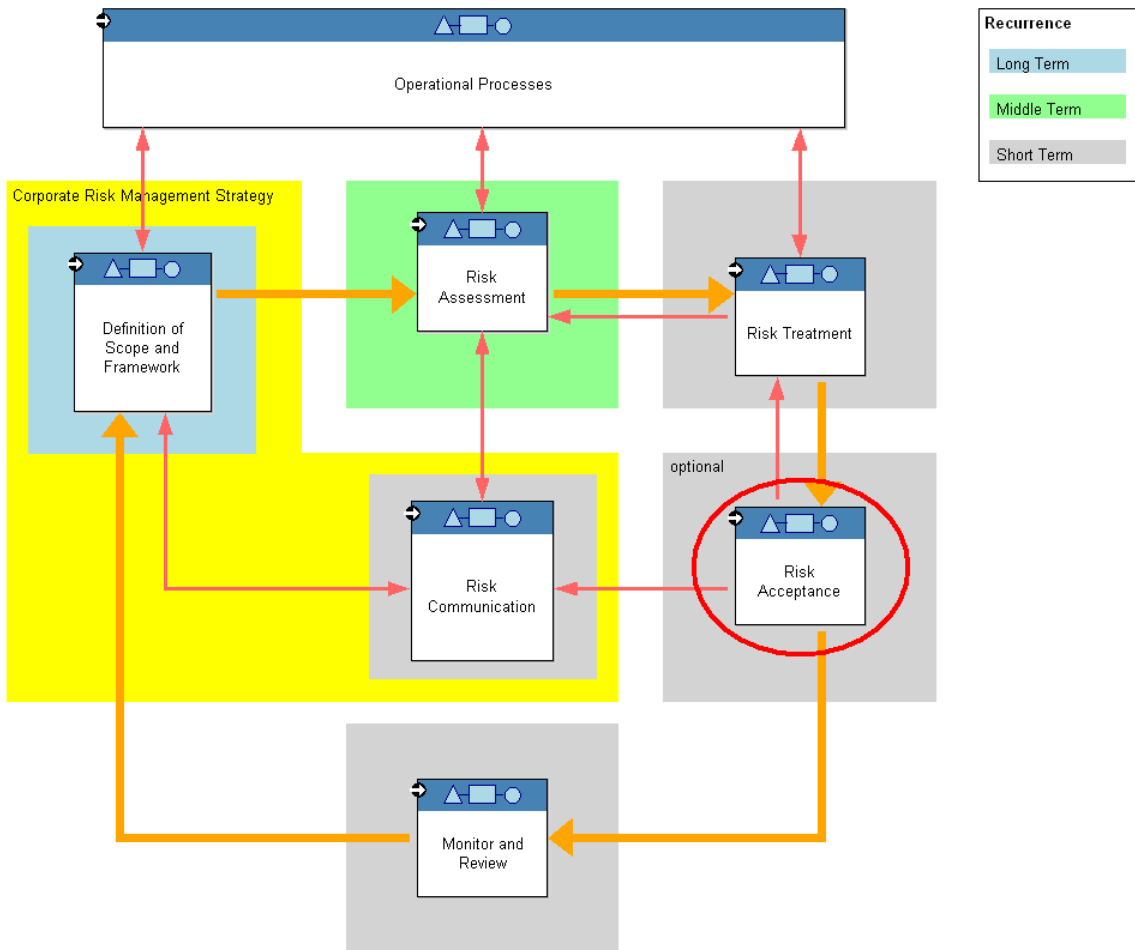 Operational Processes
Recurrence
Long Term
Middle Term
Short Term
Corporate Risk Management Strategy
Definition of
Scope and
Framework
Risk
Assessment
Risk Treatment
optional
Risk
Communication
Risk
Acceptance
Monitor and
Review